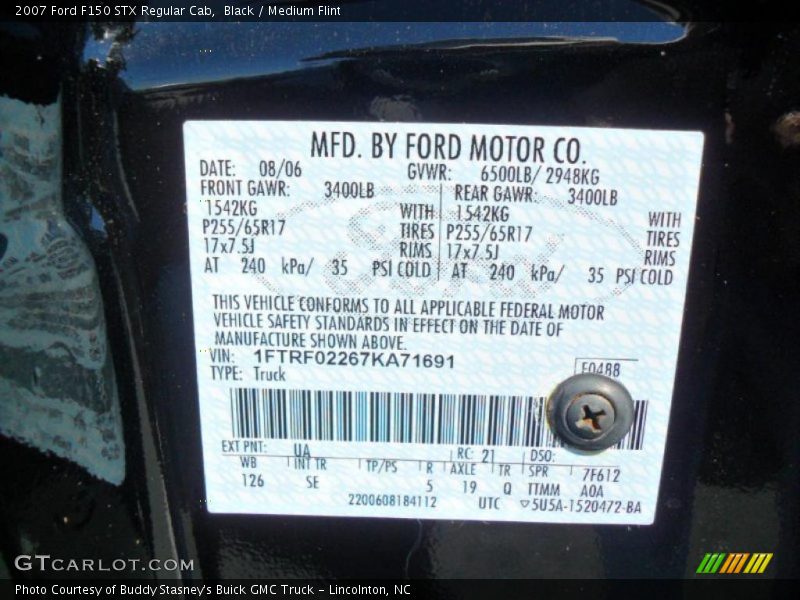 2007 Ford F150 STX Regular Cab,  Black / Medium Flint
MFD. BY FORD MOTOR CO.
DATE: 08/06 GVWR: 6500LB/ 2948KG
FRONT GAWR: 3400LB REAR GAWR: 3400LB
1542KG WITH 1542KG WITH
P255/65R17 TIRES P255/65R17 TIRES
17x7.5J RIMS 17x7.5J RIMS
AT 240 kPa/ 35 PSI COLD AT 240 kPa/ 35 PSI COLD
THIS VEHICLE CONFORMS TO ALL APPLICABLE FEDERAL MOTOR
VEHICLE SAFETY STANDARDS IN EFFECT ON THE DATE OF
MANUFACTURE SHOWN ABOVE.
VIN: 1FTRF02267KA71691
TYPE: Truck F0488
EXT PNT: UA RC: 21 DSO:
WB INT TR TP/PS R AXLE TR SPR 7F612
126 SE 5 19 Q TTMM A0A
2200608184112 UTC ▽5U5A-1520472-BA
GTCARLOT.COM
Photo Courtesy of Buddy Stasney's Buick GMC Truck - Lincolnton, NC